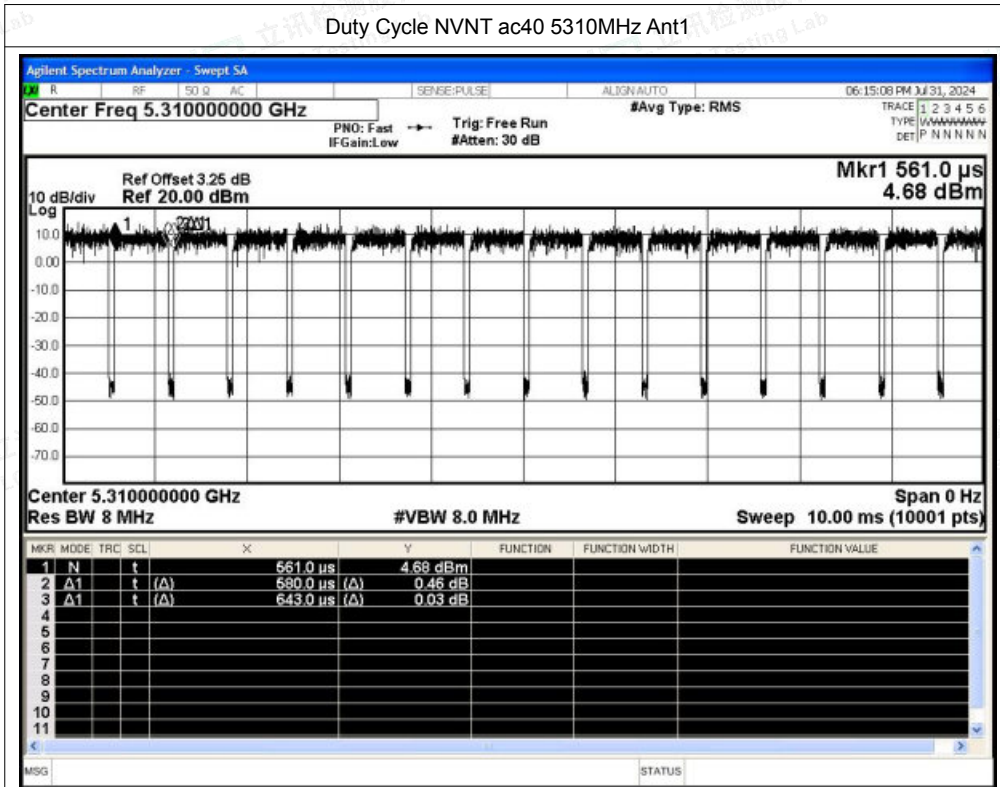 Duty Cycle NVNT ac40 5310MHz Ant1
Agilent Spectrum Analyzer - Swept SA
R RF 50 Ω AC SENSE:PULSE ALIGN AUTO 06:15:08 PM Jul 31, 2024
Center Freq 5.310000000 GHz #Avg Type: RMS TRACE 1 2 3 4 5 6
PNO: Fast Trig: Free Run TYPE
IFGain:Low #Atten: 30 dB DET P N N N N N
Mkr1 561.0 µs
Ref Offset 3.25 dB 4.68 dBm
10 dB/div Ref 20.00 dBm
Log
1
10.0
0.00
-10.0
-20.0
-30.0
-40.0
-50.0
-60.0
-70.0
Center 5.310000000 GHz Span 0 Hz
Res BW 8 MHz #VBW 8.0 MHz Sweep 10.00 ms (10001 pts)
MKR MODE TRC SCL X Y FUNCTION FUNCTION WIDTH FUNCTION VALUE
1 N t 561.0 µs 4.68 dBm
2 Δ1 t (Δ) 580.0 µs (Δ) 0.46 dB
3 Δ1 t (Δ) 643.0 µs (Δ) 0.03 dB
4
5
6
7
8
9
10
11
MSG STATUS